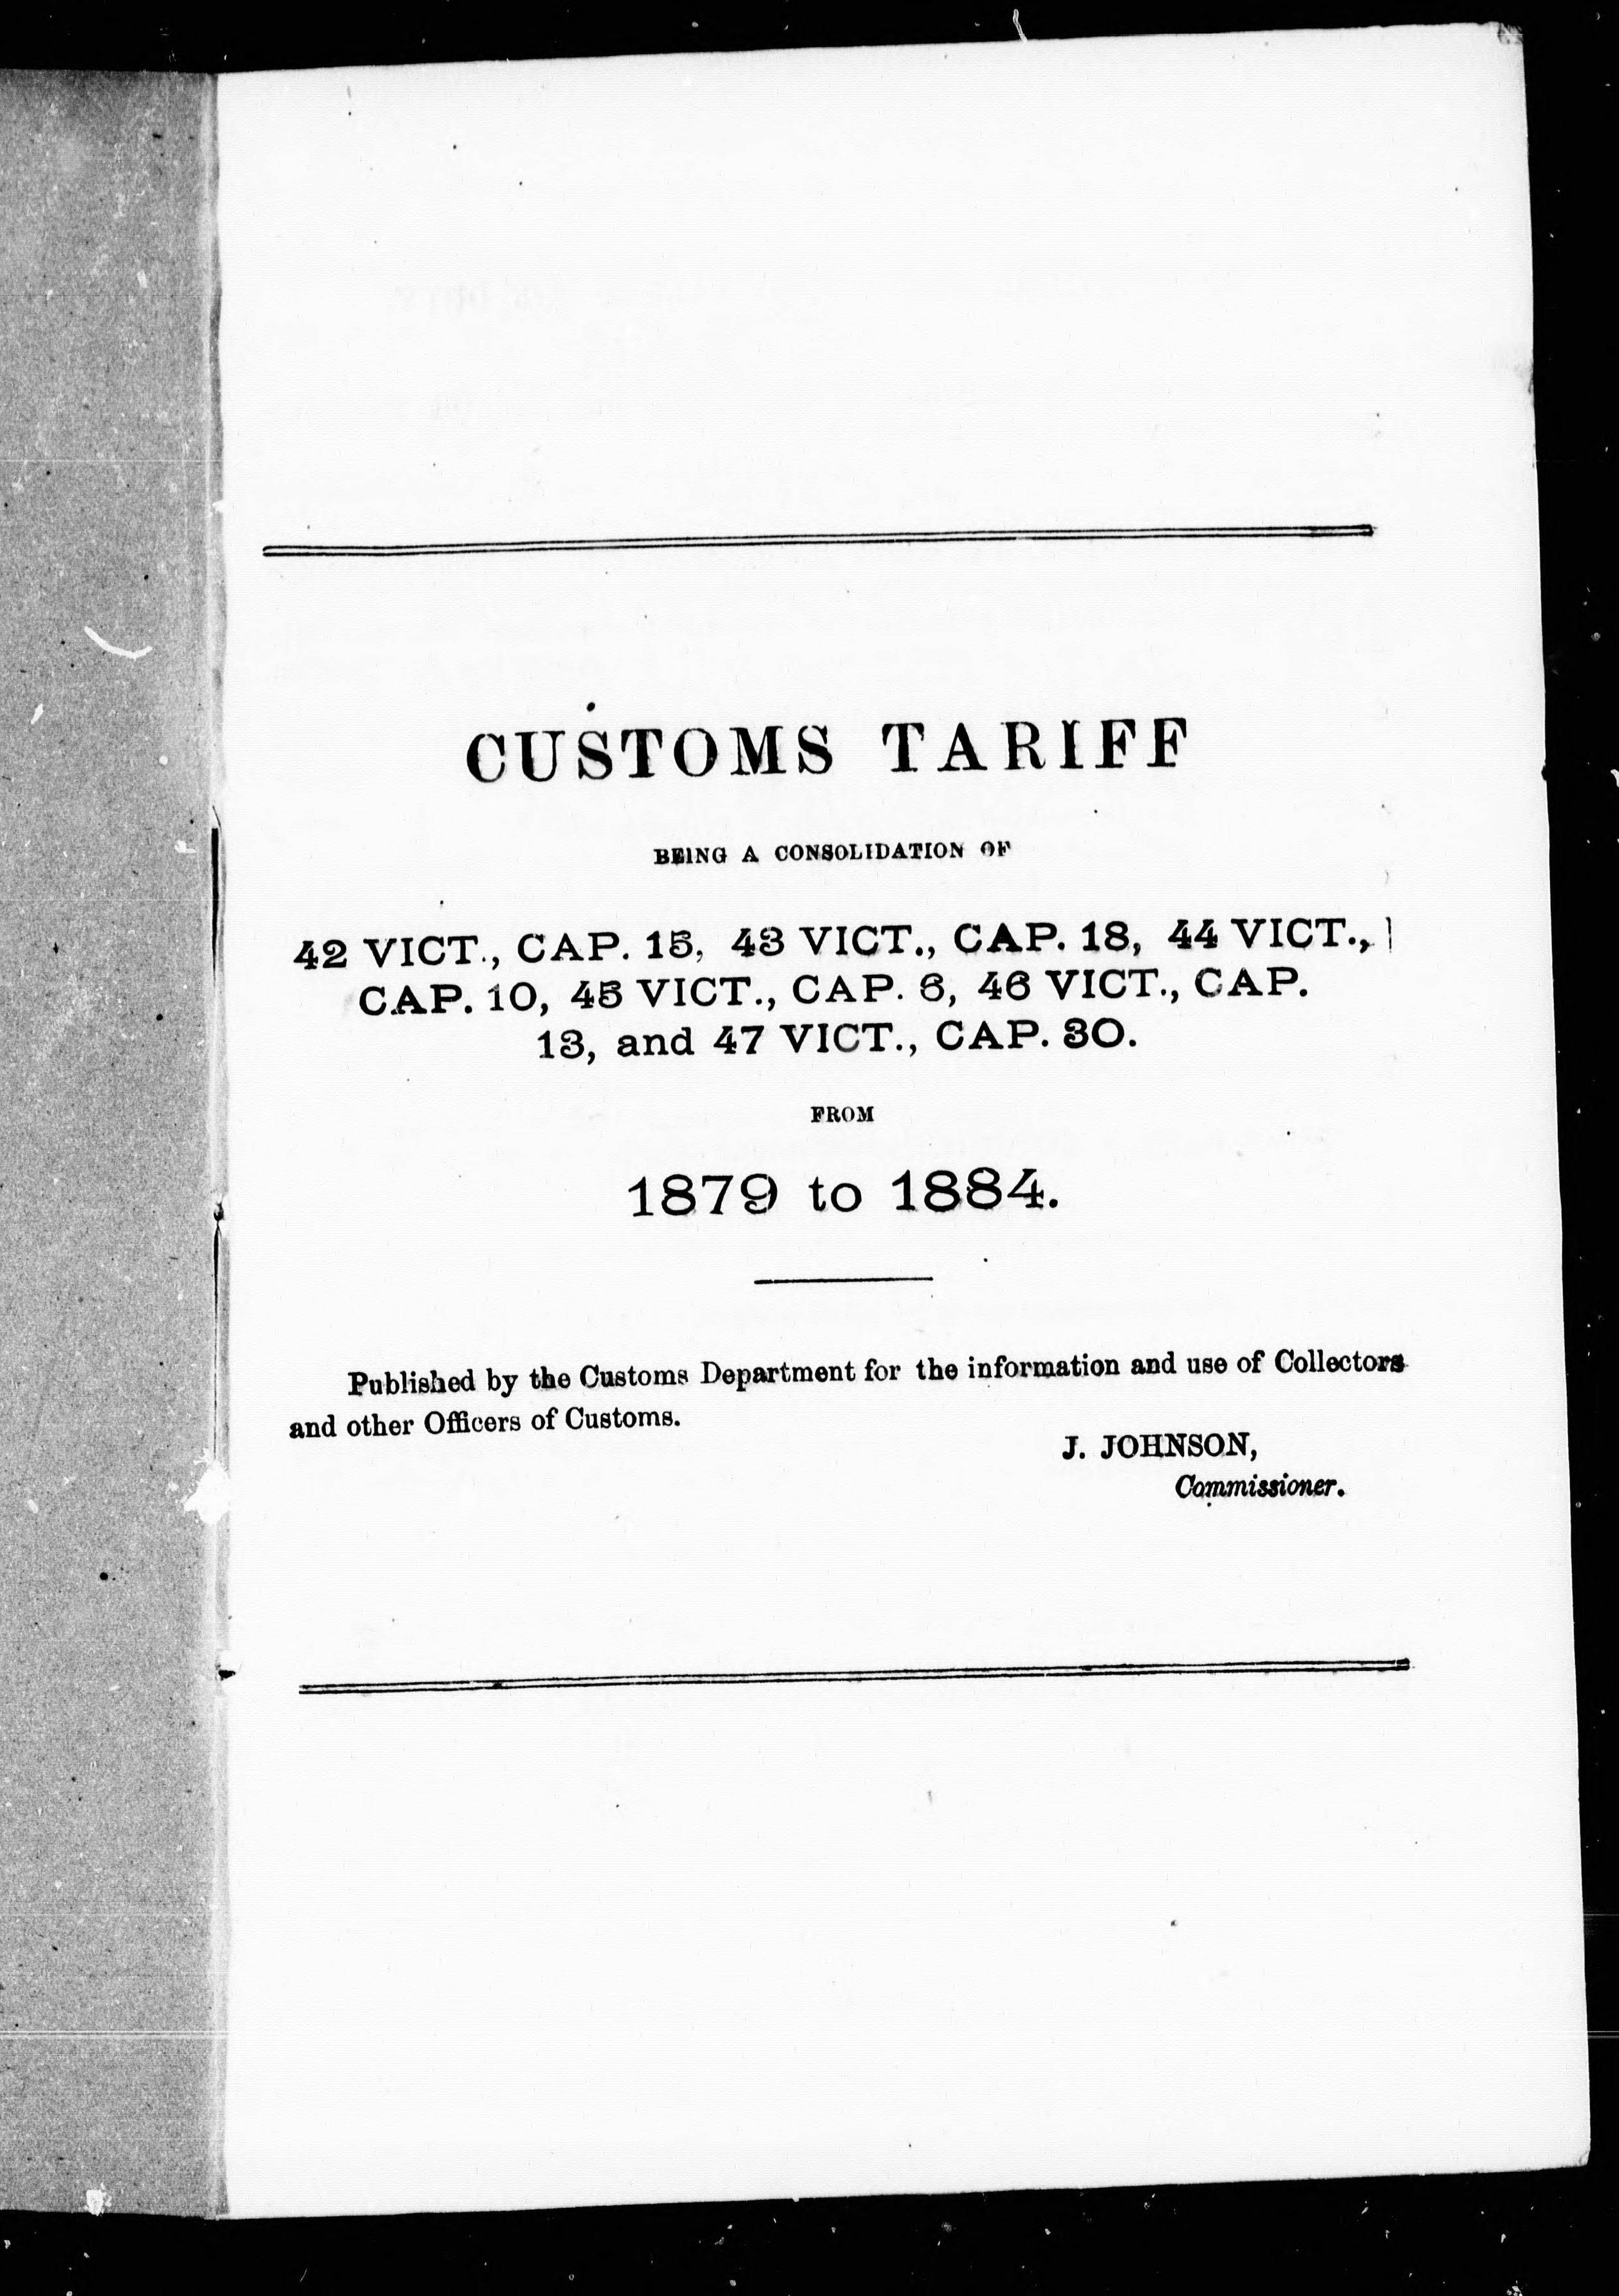 CUSTOMS TARIFF
BEING A CONSOLIDATION OF
42 VICT., CAP. 15, 43 VICT., CAP. 18, 44 VICT.,
CAP. 10, 45 VICT., CAP. 6, 46 VICT., CAP.
13, and 47 VICT., CAP. 30.
FROM
1879 to 1884.
Published by the Customs Department for the information and use of Collectors
and other Officers of Customs.
J. JOHNSON,
Commissioner.